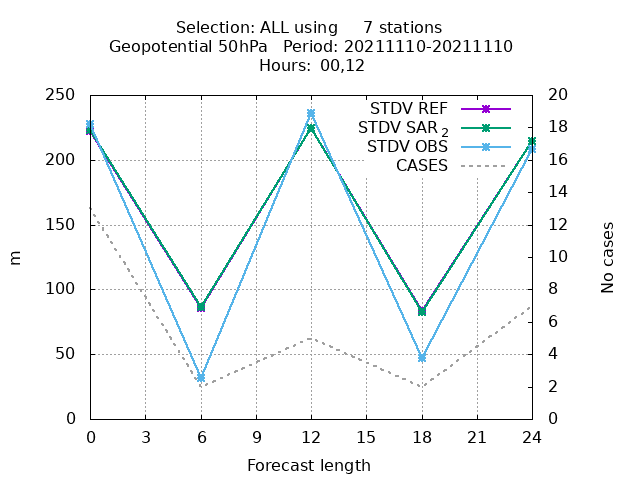 Selection: ALL using     7 stations
Geopotential 50hPa   Period: 20211110-20211110
Hours: 00,12
250
200
150
100
50
0
20
18
16
14
12
10
8
6
4
2
0
STDV REF
STDV SAR 2
STDV OBS
CASES
m
No cases
0 3 6 9 12 15 18 21 24
Forecast length